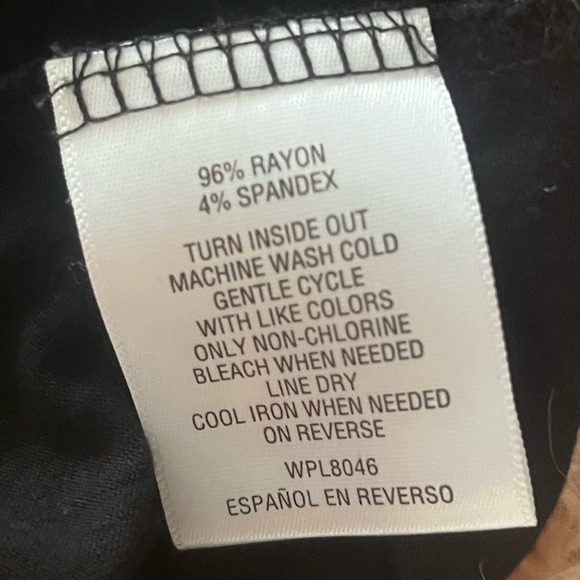 96% RAYON
4% SPANDEX
TURN INSIDE OUT
MACHINE WASH COLD
GENTLE CYCLE
WITH LIKE COLORS
ONLY NON-CHLORINE
BLEACH WHEN NEEDED
LINE DRY
COOL IRON WHEN NEEDED
ON REVERSE
WPL8046
ESPAÑOL EN REVERSO